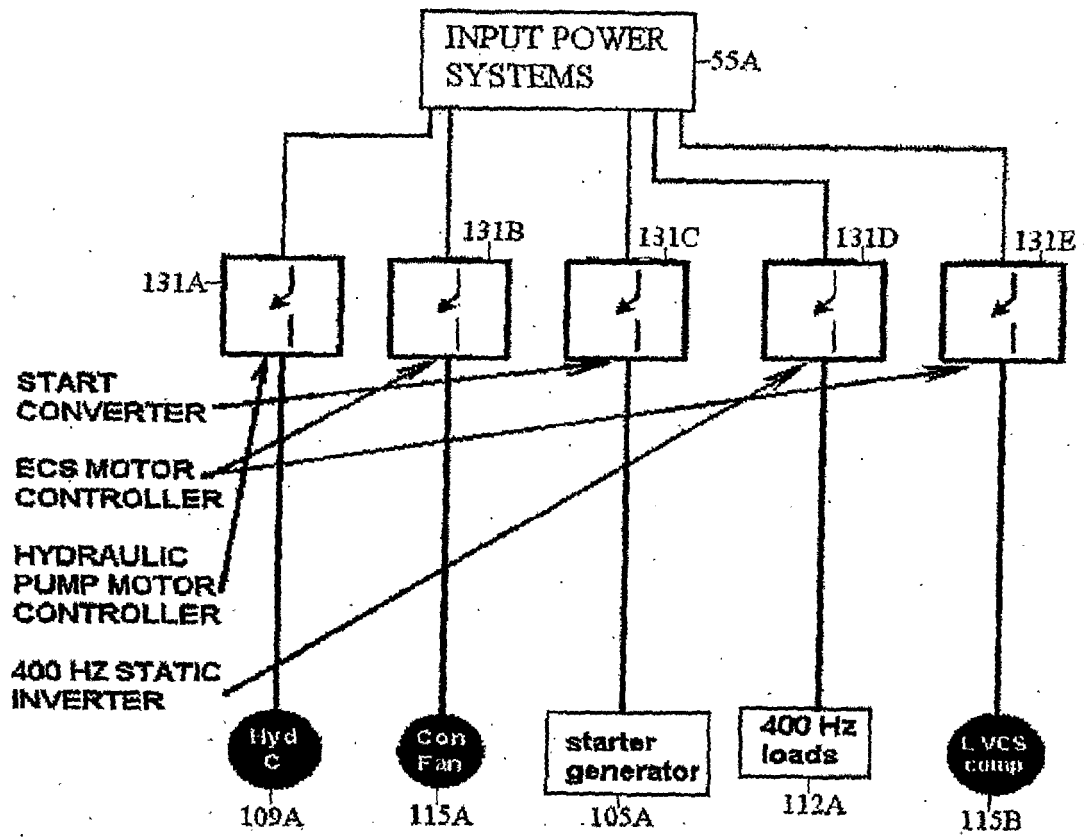 INPUT POWER
SYSTEMS
55A
131A
131B
131C
131D
131E
START
CONVERTER
ECS MOTOR
CONTROLLER
HYDRAULIC
PUMP MOTOR
CONTROLLER
400 HZ STATIC
INVERTER
Hyd
C
Con
Fan
starter
generator
400 Hz
loads
L VCS
comp
109A
115A
105A
112A
115B